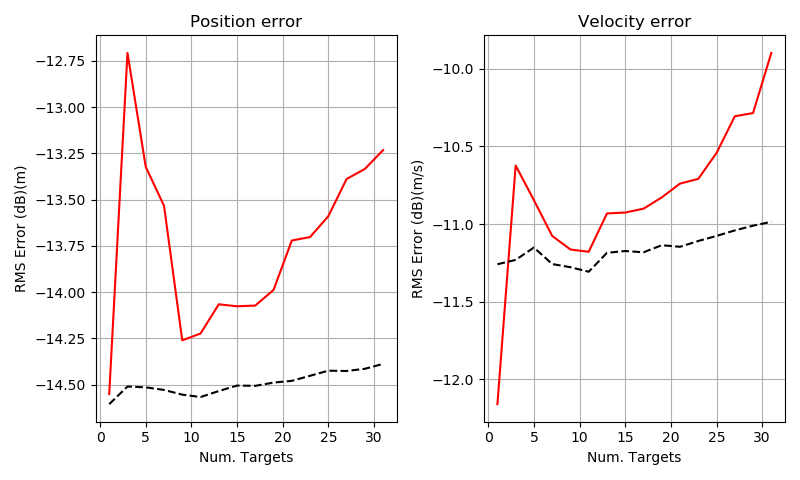 Position error
RMS Error (dB)(m)
−12.75
−13.00
−13.25
−13.50
−13.75
−14.00
−14.25
−14.50
0 5 10 15 20 25 30
Num. Targets
Velocity error
RMS Error (dB)(m/s)
−10.0
−10.5
−11.0
−11.5
−12.0
0 5 10 15 20 25 30
Num. Targets